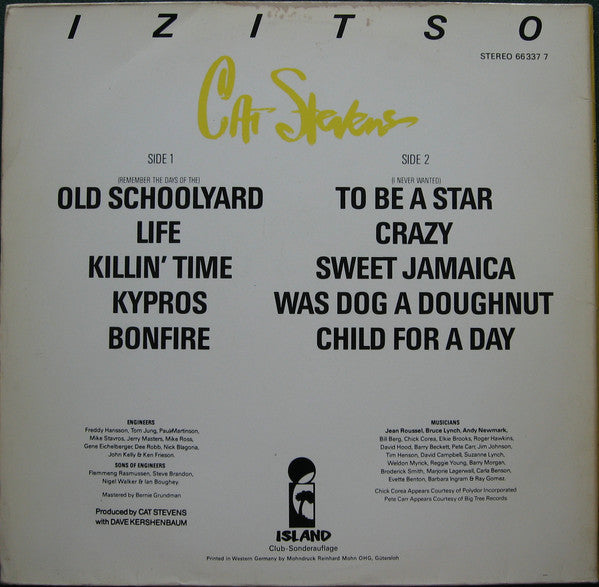 IZITSO
STEREO 66 337 7
Cat Stevens
SIDE 1
(REMEMBER THE DAYS OF THE)
OLD SCHOOLYARD
LIFE
KILLIN' TIME
KYPROS
BONFIRE
SIDE 2
(I NEVER WANTED)
TO BE A STAR
CRAZY
SWEET JAMAICA
WAS DOG A DOUGHNUT
CHILD FOR A DAY
ENGINEERS
Freddy Hansson, Tom Jung, Paul Martinson,
Mike Stavros, Jerry Masters, Mike Ross,
Gene Eichelberger, Dee Robb, Nick Blagona,
John Kelly & Ken Frieson.
SONS OF ENGINEERS
Flemmeng Rasmussen, Steve Brandon,
Nigel Walker & Ian Boughey.
Mastered by Bernie Grundman
Produced by CAT STEVENS
with DAVE KERSHENBAUM
MUSICIANS
Jean Roussel, Bruce Lynch, Andy Newmark,
Bill Berg, Chick Corea, Elkie Brooks, Roger Hawkins,
David Hood, Barry Beckett, Pete Carr, Jim Johnson,
Tim Henson, David Campbell, Suzanne Lynch,
Weldon Myrick, Reggie Young, Barry Morgan,
Broderick Smith, Marjorie Lagerwall, Carla Benson,
Evette Benton, Barbara Ingram & Ray Gomez.
Chick Corea Appears Courtesy of Polydor Incorporated
Pete Carr Appears Courtesy of Big Tree Records
ISLAND
Club-Sonderauflage
Printed in Western Germany by Mohndruck Reinhard Mohn OHG, Gütersloh